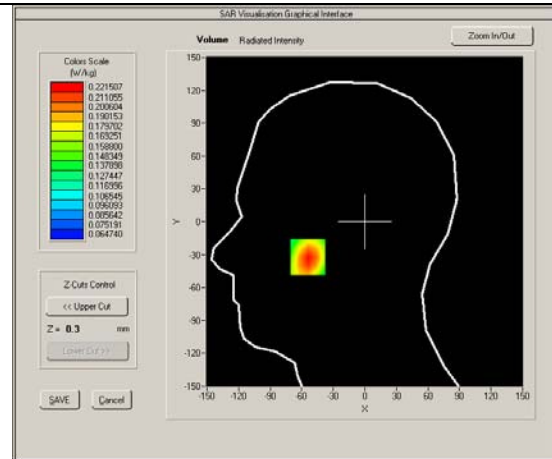 SAR Visualisation Graphical Interface
Volume Radiated Intensity
Zoom In/Out
Colors Scale
(W/kg)
0.221507
0.211055
0.200604
0.190153
0.179702
0.169251
0.158800
0.148349
0.137898
0.127447
0.116996
0.106545
0.096093
0.085642
0.075191
0.064740
Z-Cuts Control
<< Upper Cut
Z = 0.3 mm
Lower Cut >>
SAVE Cancel
150-
120-
90-
60-
30-
0-
-30-
-60-
-90-
-120-
-150-
Y
-150 -120 -90 -60 -30 0 30 60 90 120 150
X